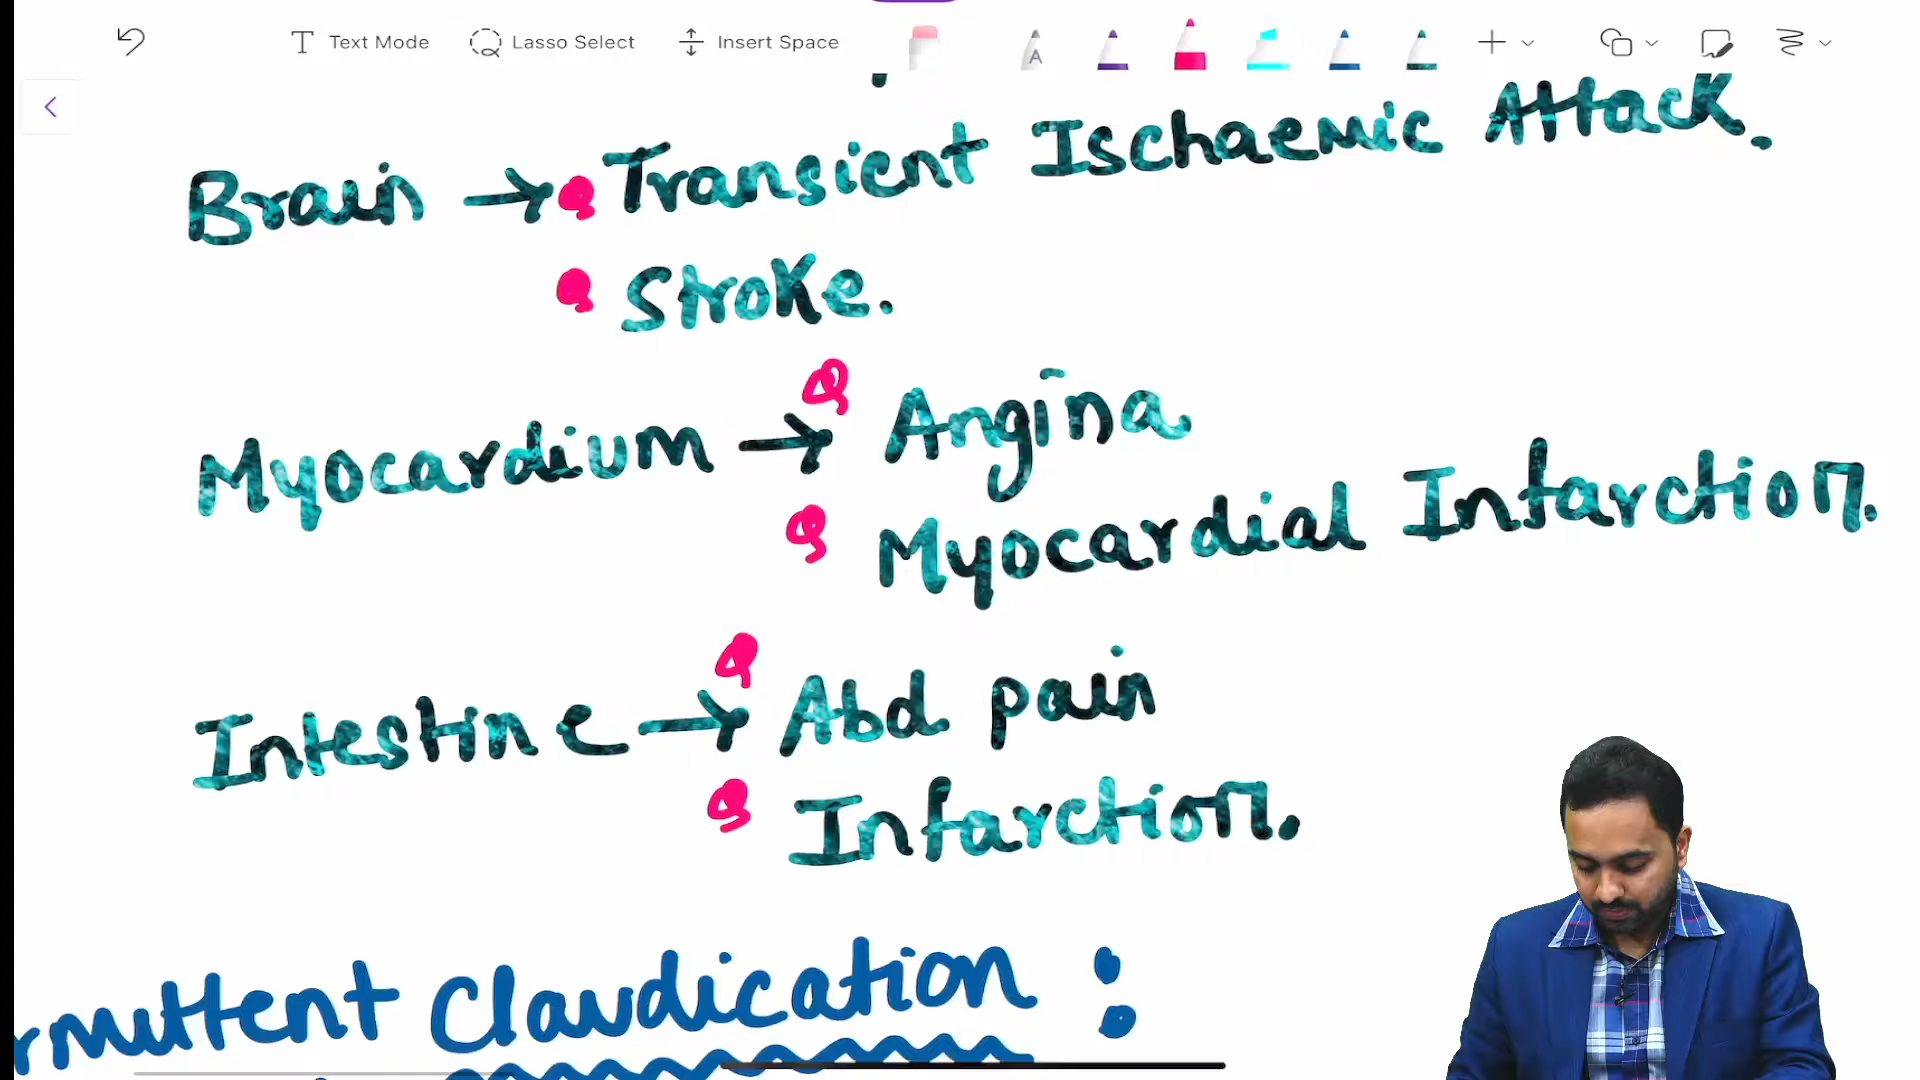 Text Mode Lasso Select Insert Space
A
Brain → Transient Ischaemic Attack.
Stroke.
Myocardium → Angina
Myocardial Infarction.
Intestine → Abd pain
Infarction.
rmittent Claudication :